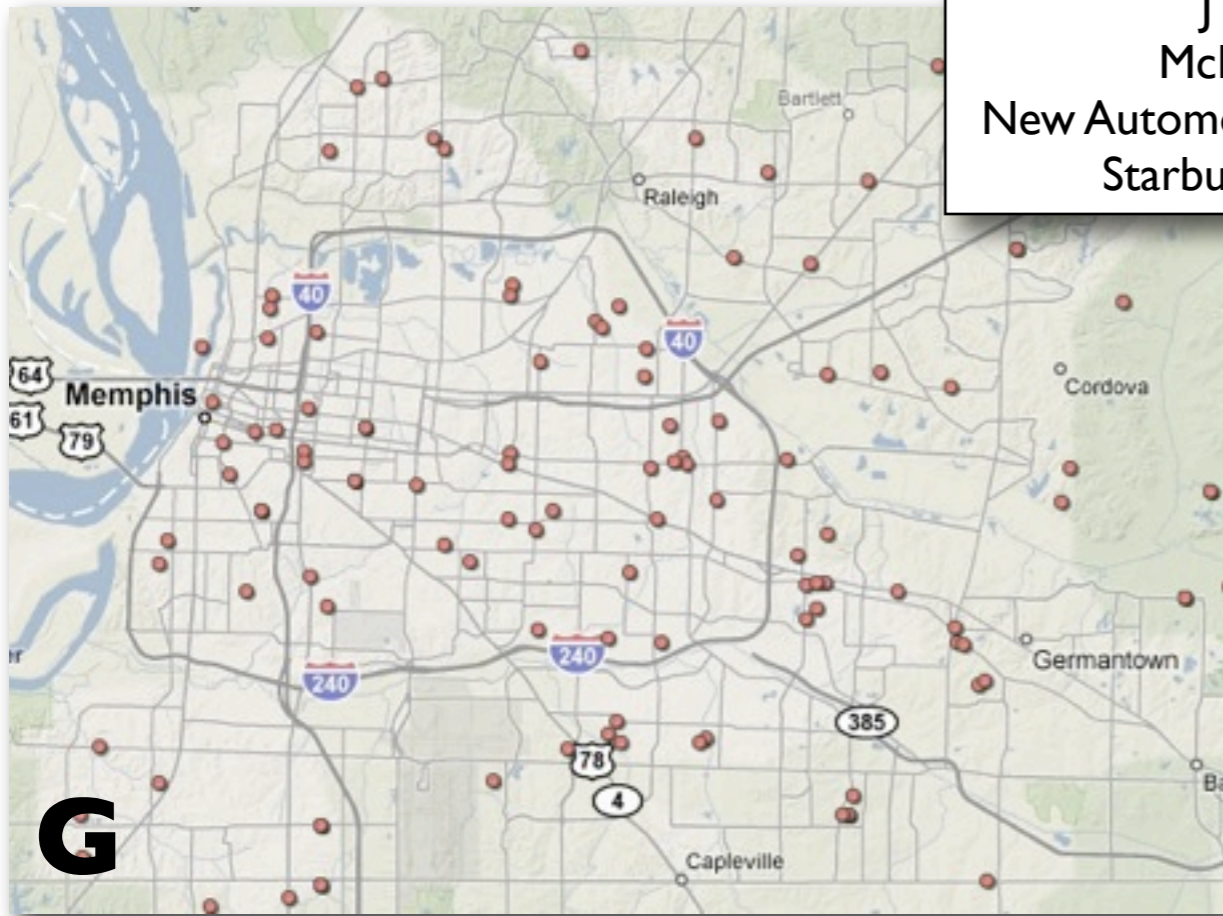 J
McI
New Autom
Starbu
Bartlett
Raleigh
40
40
64
Memphis
61
79
Cordova
Germantown
240
240
385
78
4
Ba
G
Capleville